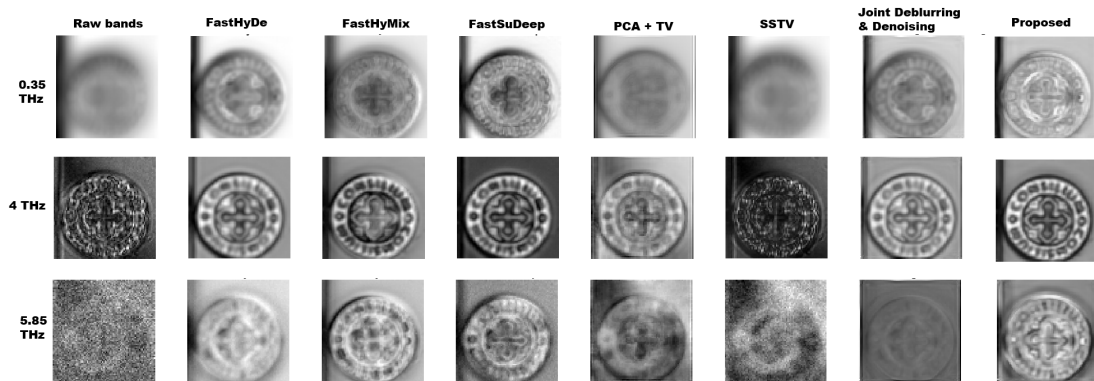 Raw bands FastHyDe FastHyMix FastSuDeep PCA + TV SSTV Joint Deblurring & Denoising Proposed
0.35
THz
4 THz
5.85
THz